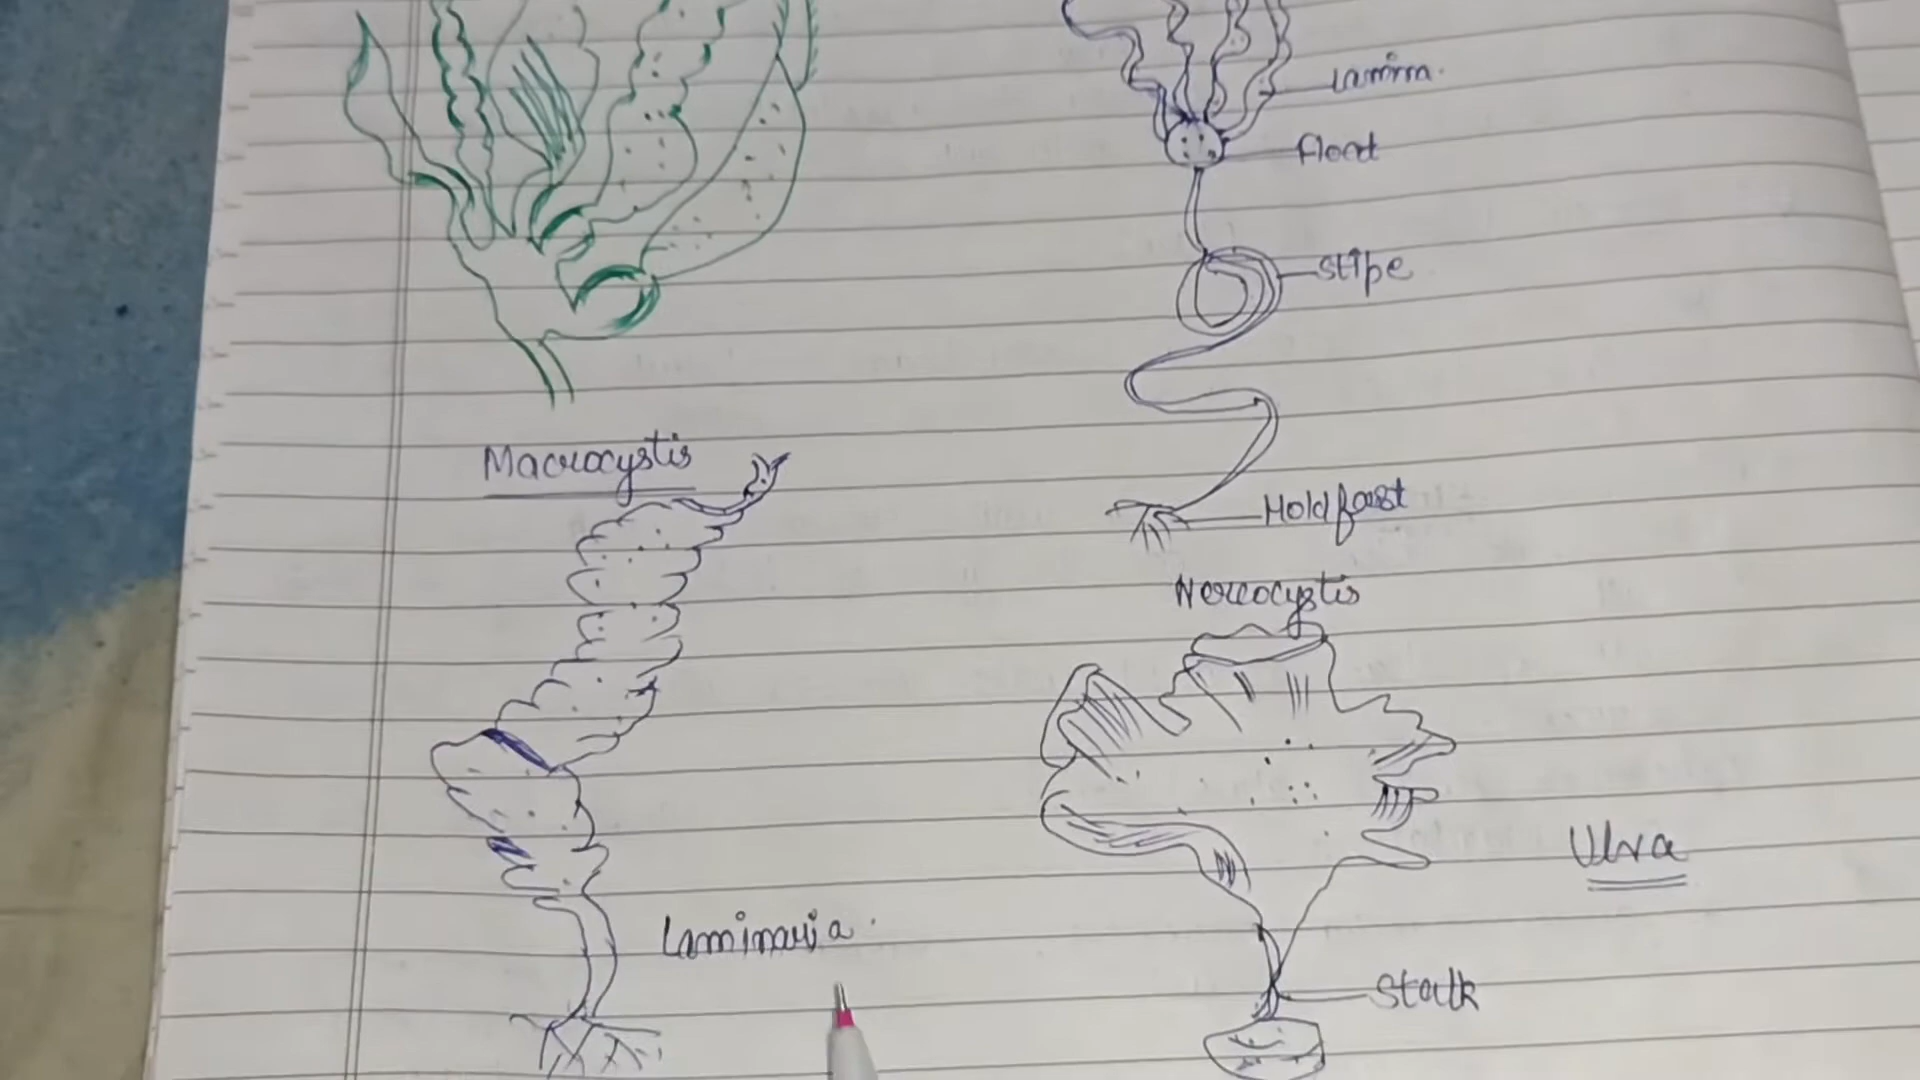 Lamina.
Float
Stipe
Macrocystis
Holdfast
Nereocystis
Ulva
Laminaria.
Stalk